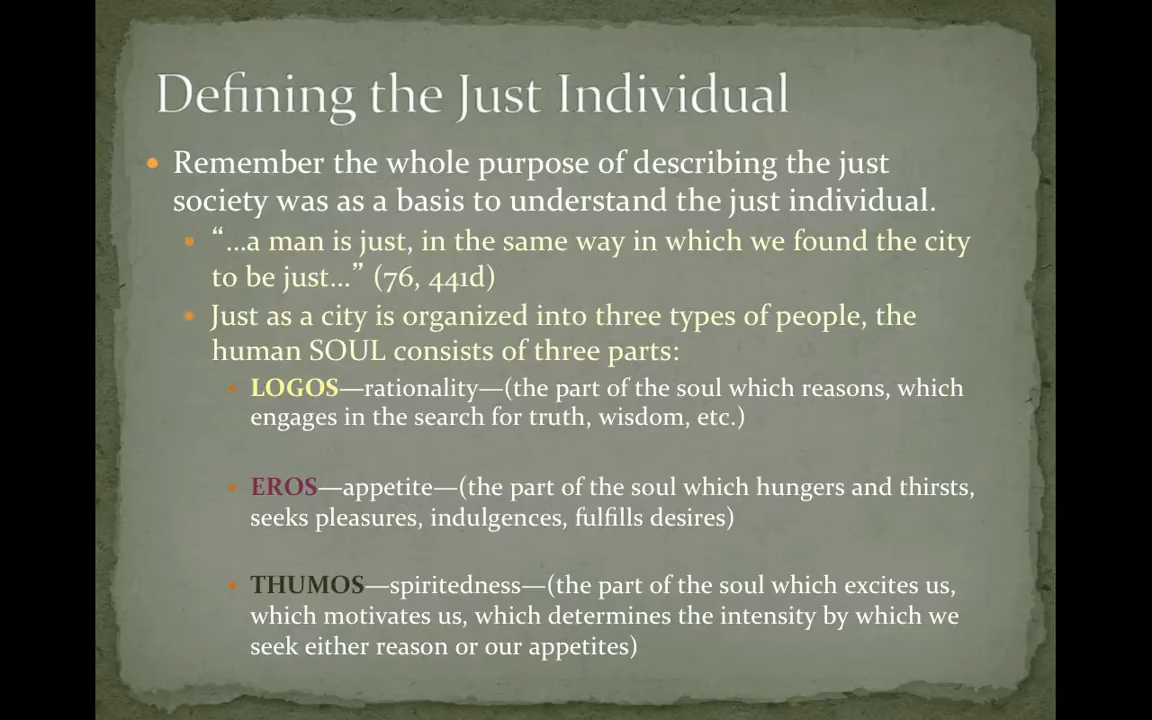 Defining the Just Individual
• Remember the whole purpose of describing the just
society was as a basis to understand the just individual.
• “…a man is just, in the same way in which we found the city
to be just…” (76, 441d)
• Just as a city is organized into three types of people, the
human SOUL consists of three parts:
• LOGOS—rationality—(the part of the soul which reasons, which
engages in the search for truth, wisdom, etc.)
• EROS—appetite—(the part of the soul which hungers and thirsts,
seeks pleasures, indulgences, fulfills desires)
• THUMOS—spiritedness—(the part of the soul which excites us,
which motivates us, which determines the intensity by which we
seek either reason or our appetites)